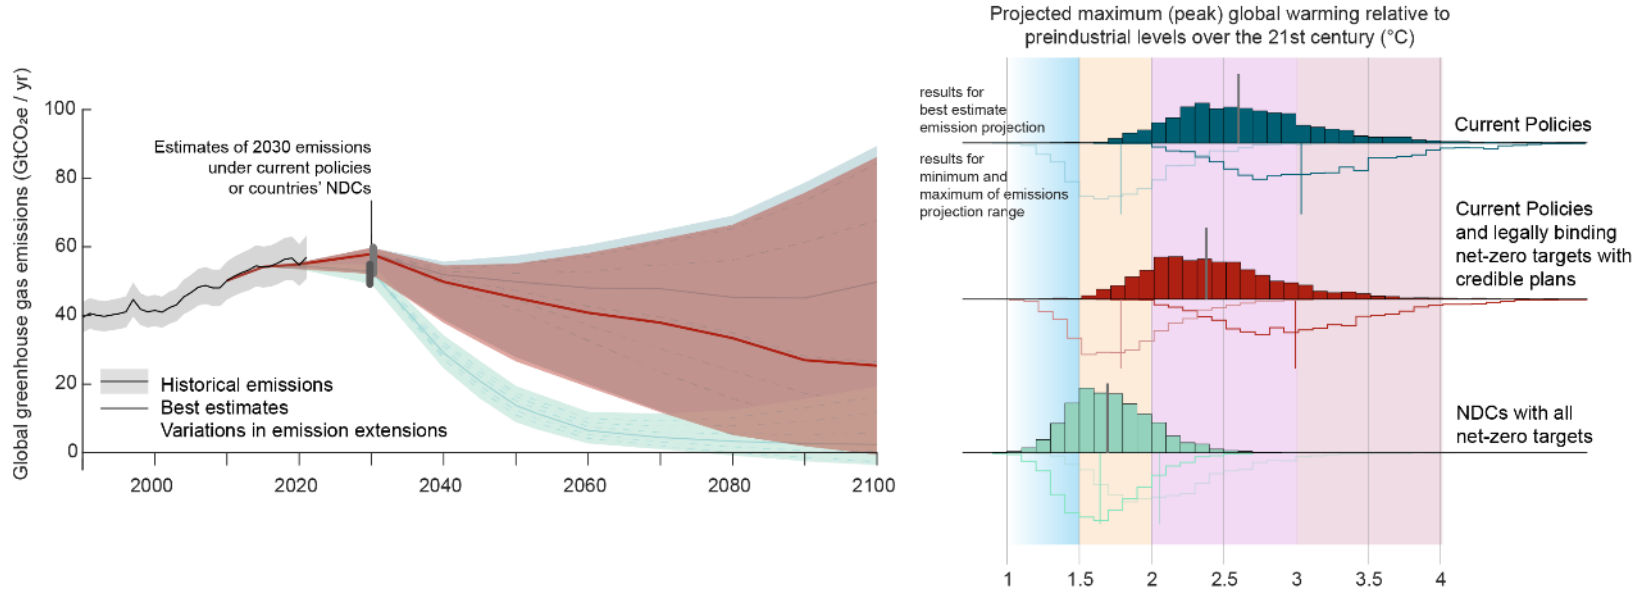 Global greenhouse gas emissions (GtCO₂e / yr)
100
80
60
40
20
0
Estimates of 2030 emissions
under current policies
or countries' NDCs
Historical emissions
Best estimates
Variations in emission extensions
2000
2020
2040
2060
2080
2100
Projected maximum (peak) global warming relative to
preindustrial levels over the 21st century (°C)
results for
best estimate
emission projection
results for
minimum and
maximum of emissions
projection range
Current Policies
Current Policies
and legally binding
net-zero targets with
credible plans
NDCs with all
net-zero targets
1
1.5
2
2.5
3
3.5
4